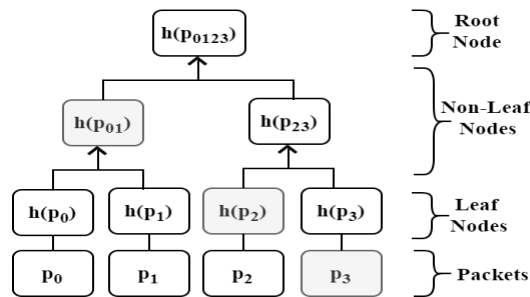 h(p0123)
Root
Node
h(p01)
h(p23)
Non-Leaf
Nodes
h(p0)
h(p1)
h(p2)
h(p3)
Leaf
Nodes
p0
p1
p2
p3
Packets